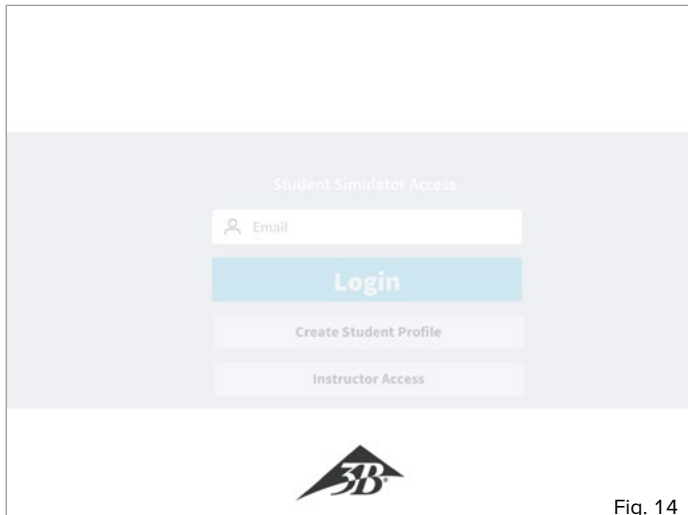 Student Simulator Access
Email
Login
Create Student Profile
Instructor Access
3B
Fig. 14